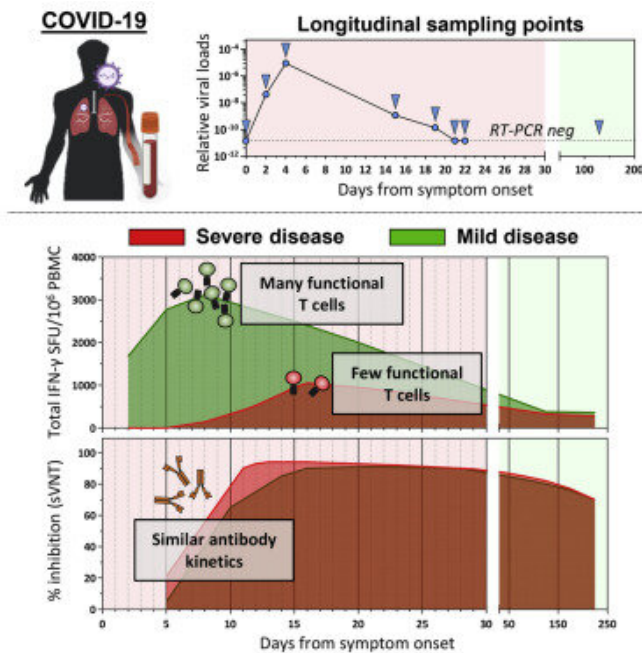 COVID-19
Longitudinal sampling points
Relative viral loads
10⁻⁴
10⁻⁶
10⁻⁸
10⁻¹⁰
10⁻¹²
RT-PCR neg
0 2 4 6 8 10 12 14 16 18 20 22 24 26 28 30 100 200
Days from symptom onset
Severe disease
Mild disease
Total IFN-γ SFU/10⁶ PBMC
4000
3000
2000
1000
0
Many functional
T cells
Few functional
T cells
% inhibition (sVNT)
100
80
60
40
20
0
Similar antibody
kinetics
0 5 10 15 20 25 30 50 150 250
Days from symptom onset